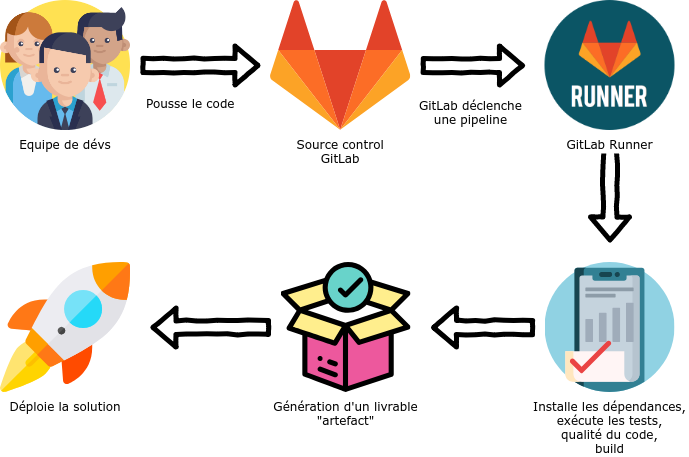 Pousse le code
GitLab déclenche
une pipeline
RUNNER
Equipe de dévs
Source control
GitLab
GitLab Runner
Déploie la solution
Génération d'un livrable
"artefact"
Installe les dépendances,
exécute les tests,
qualité du code,
build